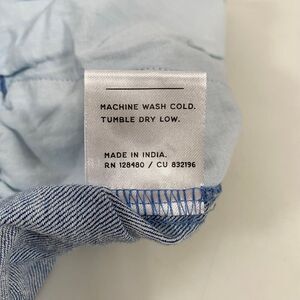 MACHINE WASH COLD.
TUMBLE DRY LOW.
MADE IN INDIA.
RN 128480 / CU 832196